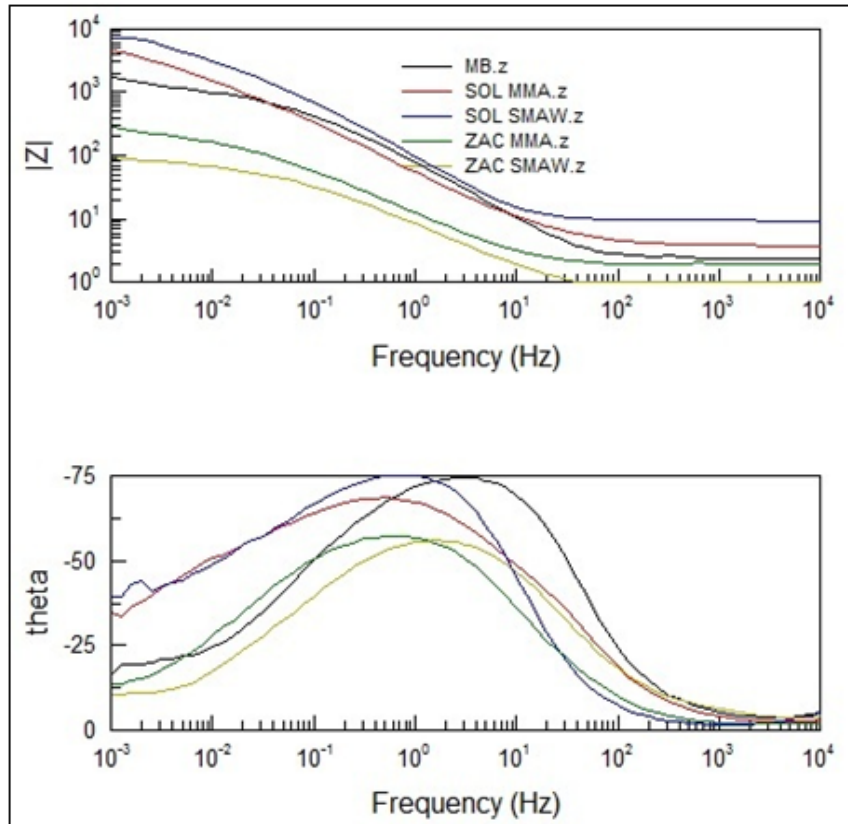 10⁴
10³
10²
10¹
10⁰
|Z|
MB.z
SOL MMA.z
SOL SMAW.z
ZAC MMA.z
ZAC SMAW.z
10⁻³ 10⁻² 10⁻¹ 10⁰ 10¹ 10² 10³ 10⁴
Frequency (Hz)
-75
-50
-25
0
theta
10⁻³ 10⁻² 10⁻¹ 10⁰ 10¹ 10² 10³ 10⁴
Frequency (Hz)